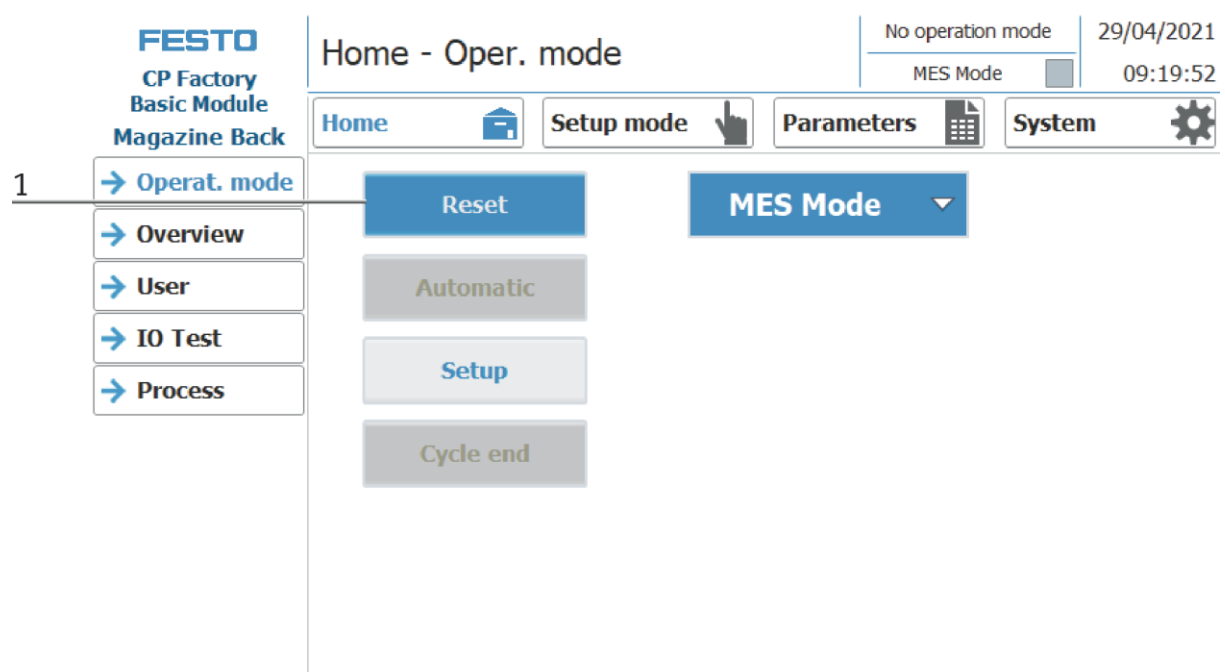 FESTO
CP Factory
Basic Module
Magazine Back
Home - Oper. mode
No operation mode
MES Mode
29/04/2021
09:19:52
Home
Setup mode
Parameters
System
1
Operat. mode
Overview
User
IO Test
Process
Reset
MES Mode
Automatic
Setup
Cycle end